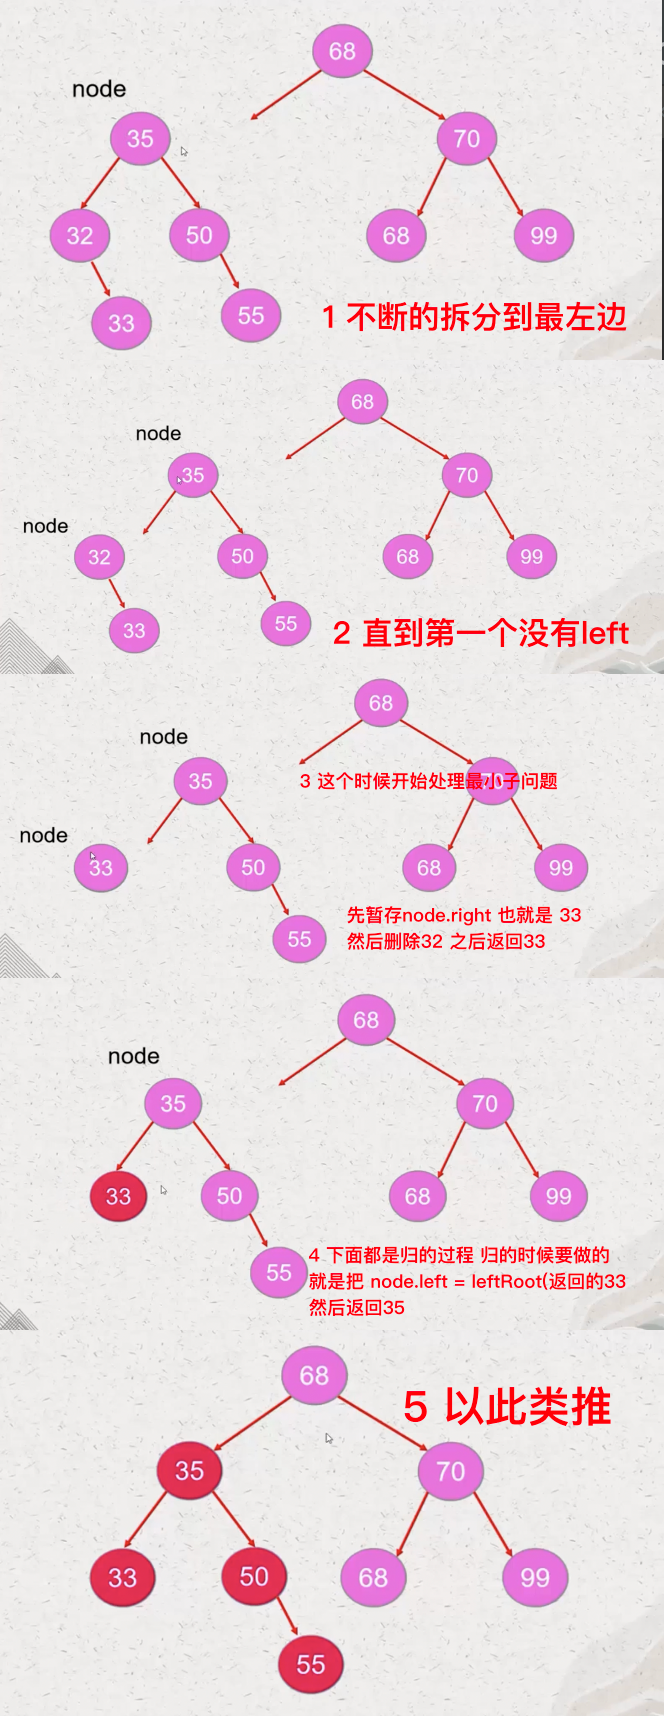 68
node
35
70
32
50
68
99
33
55
1 不断的拆分到最左边
68
node
35
70
node
32
50
68
99
33
55
2 直到第一个没有left
68
node
35
70
3 这个时候开始处理最小子问题
node
33
50
68
99
先暂存node.right 也就是 33
55
然后删除32 之后返回33
68
node
35
70
33
50
68
99
4 下面都是归的过程 归的时候要做的
55
就是把 node.left = leftRoot(返回的33
然后返回35
68
5 以此类推
35
70
33
50
68
99
55